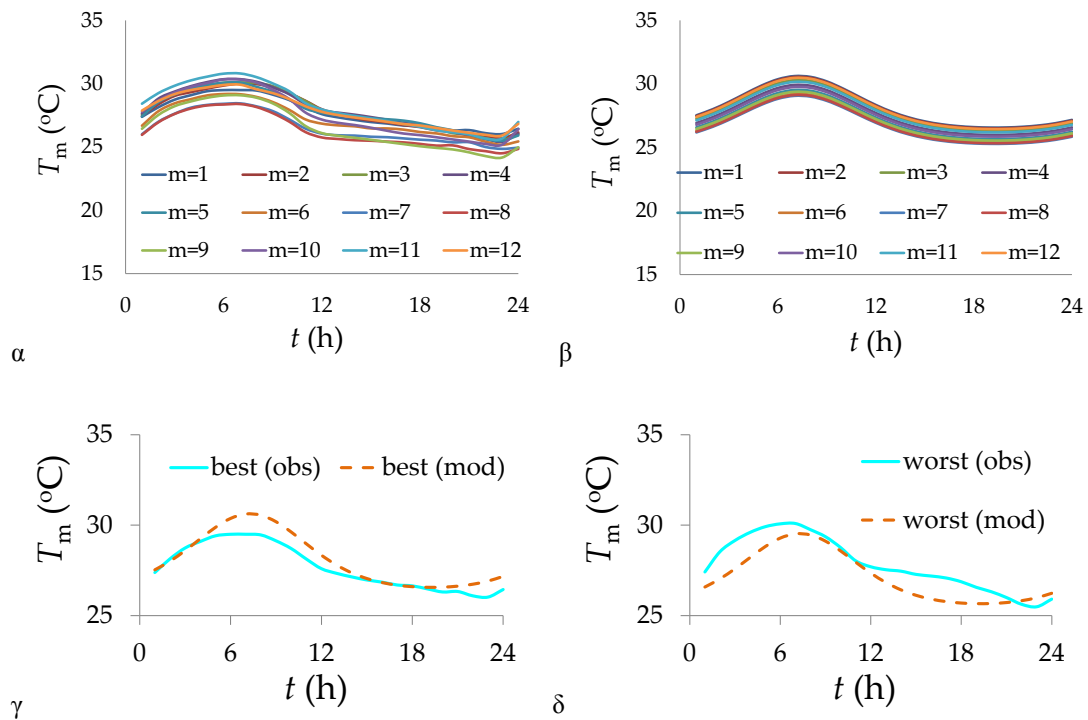 35
30
25
20
15
Tm (oC)
m=1 m=2 m=3 m=4
m=5 m=6 m=7 m=8
m=9 m=10 m=11 m=12
0 6 12 18 24
t (h)
α
35
30
25
20
15
Tm (oC)
m=1 m=2 m=3 m=4
m=5 m=6 m=7 m=8
m=9 m=10 m=11 m=12
0 6 12 18 24
t (h)
β
35
30
25
Tm (oC)
best (obs) best (mod)
0 6 12 18 24
t (h)
γ
35
30
25
Tm (oC)
worst (obs)
worst (mod)
0 6 12 18 24
t (h)
δ